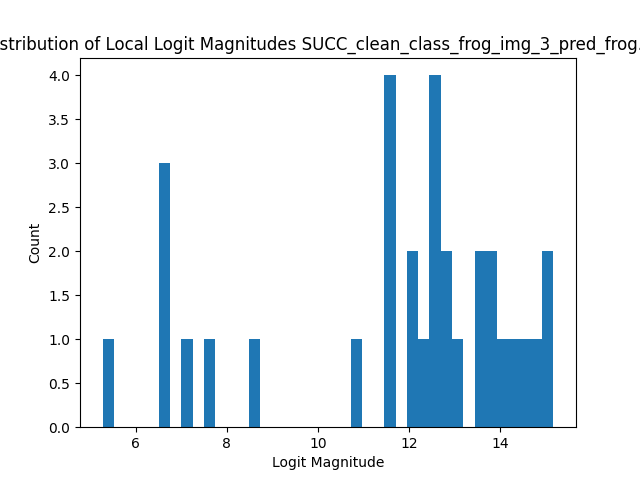 stribution of Local Logit Magnitudes SUCC_clean_class_frog_img_3_pred_frog.
4.0
3.5
3.0
2.5
2.0
1.5
1.0
0.5
0.0
Count
6 8 10 12 14
Logit Magnitude